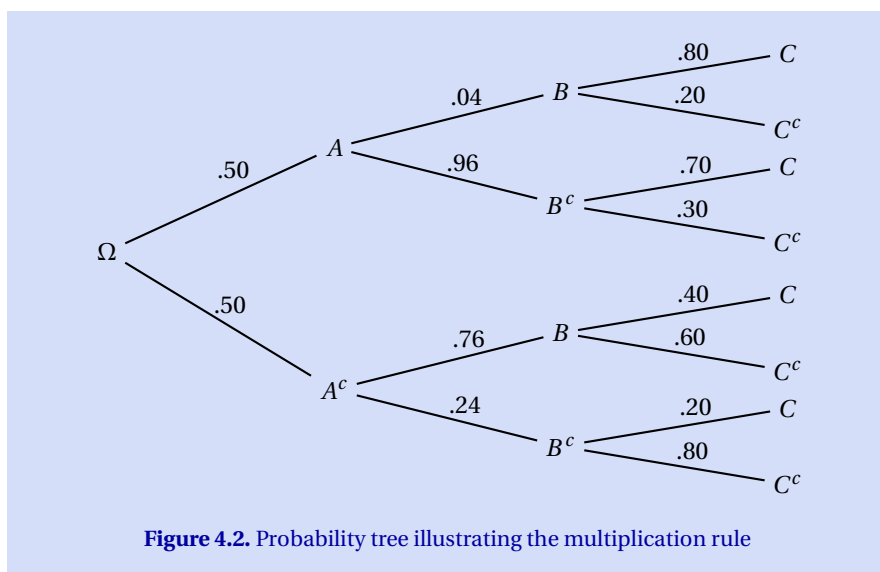 .80 C
.04 B .20
C^c
.50 A .96 .70 C
B^c .30
C^c
Ω
.50 .40 C
.76 B .60
C^c
A^c .24 .20 C
B^c .80
C^c
Figure 4.2. Probability tree illustrating the multiplication rule